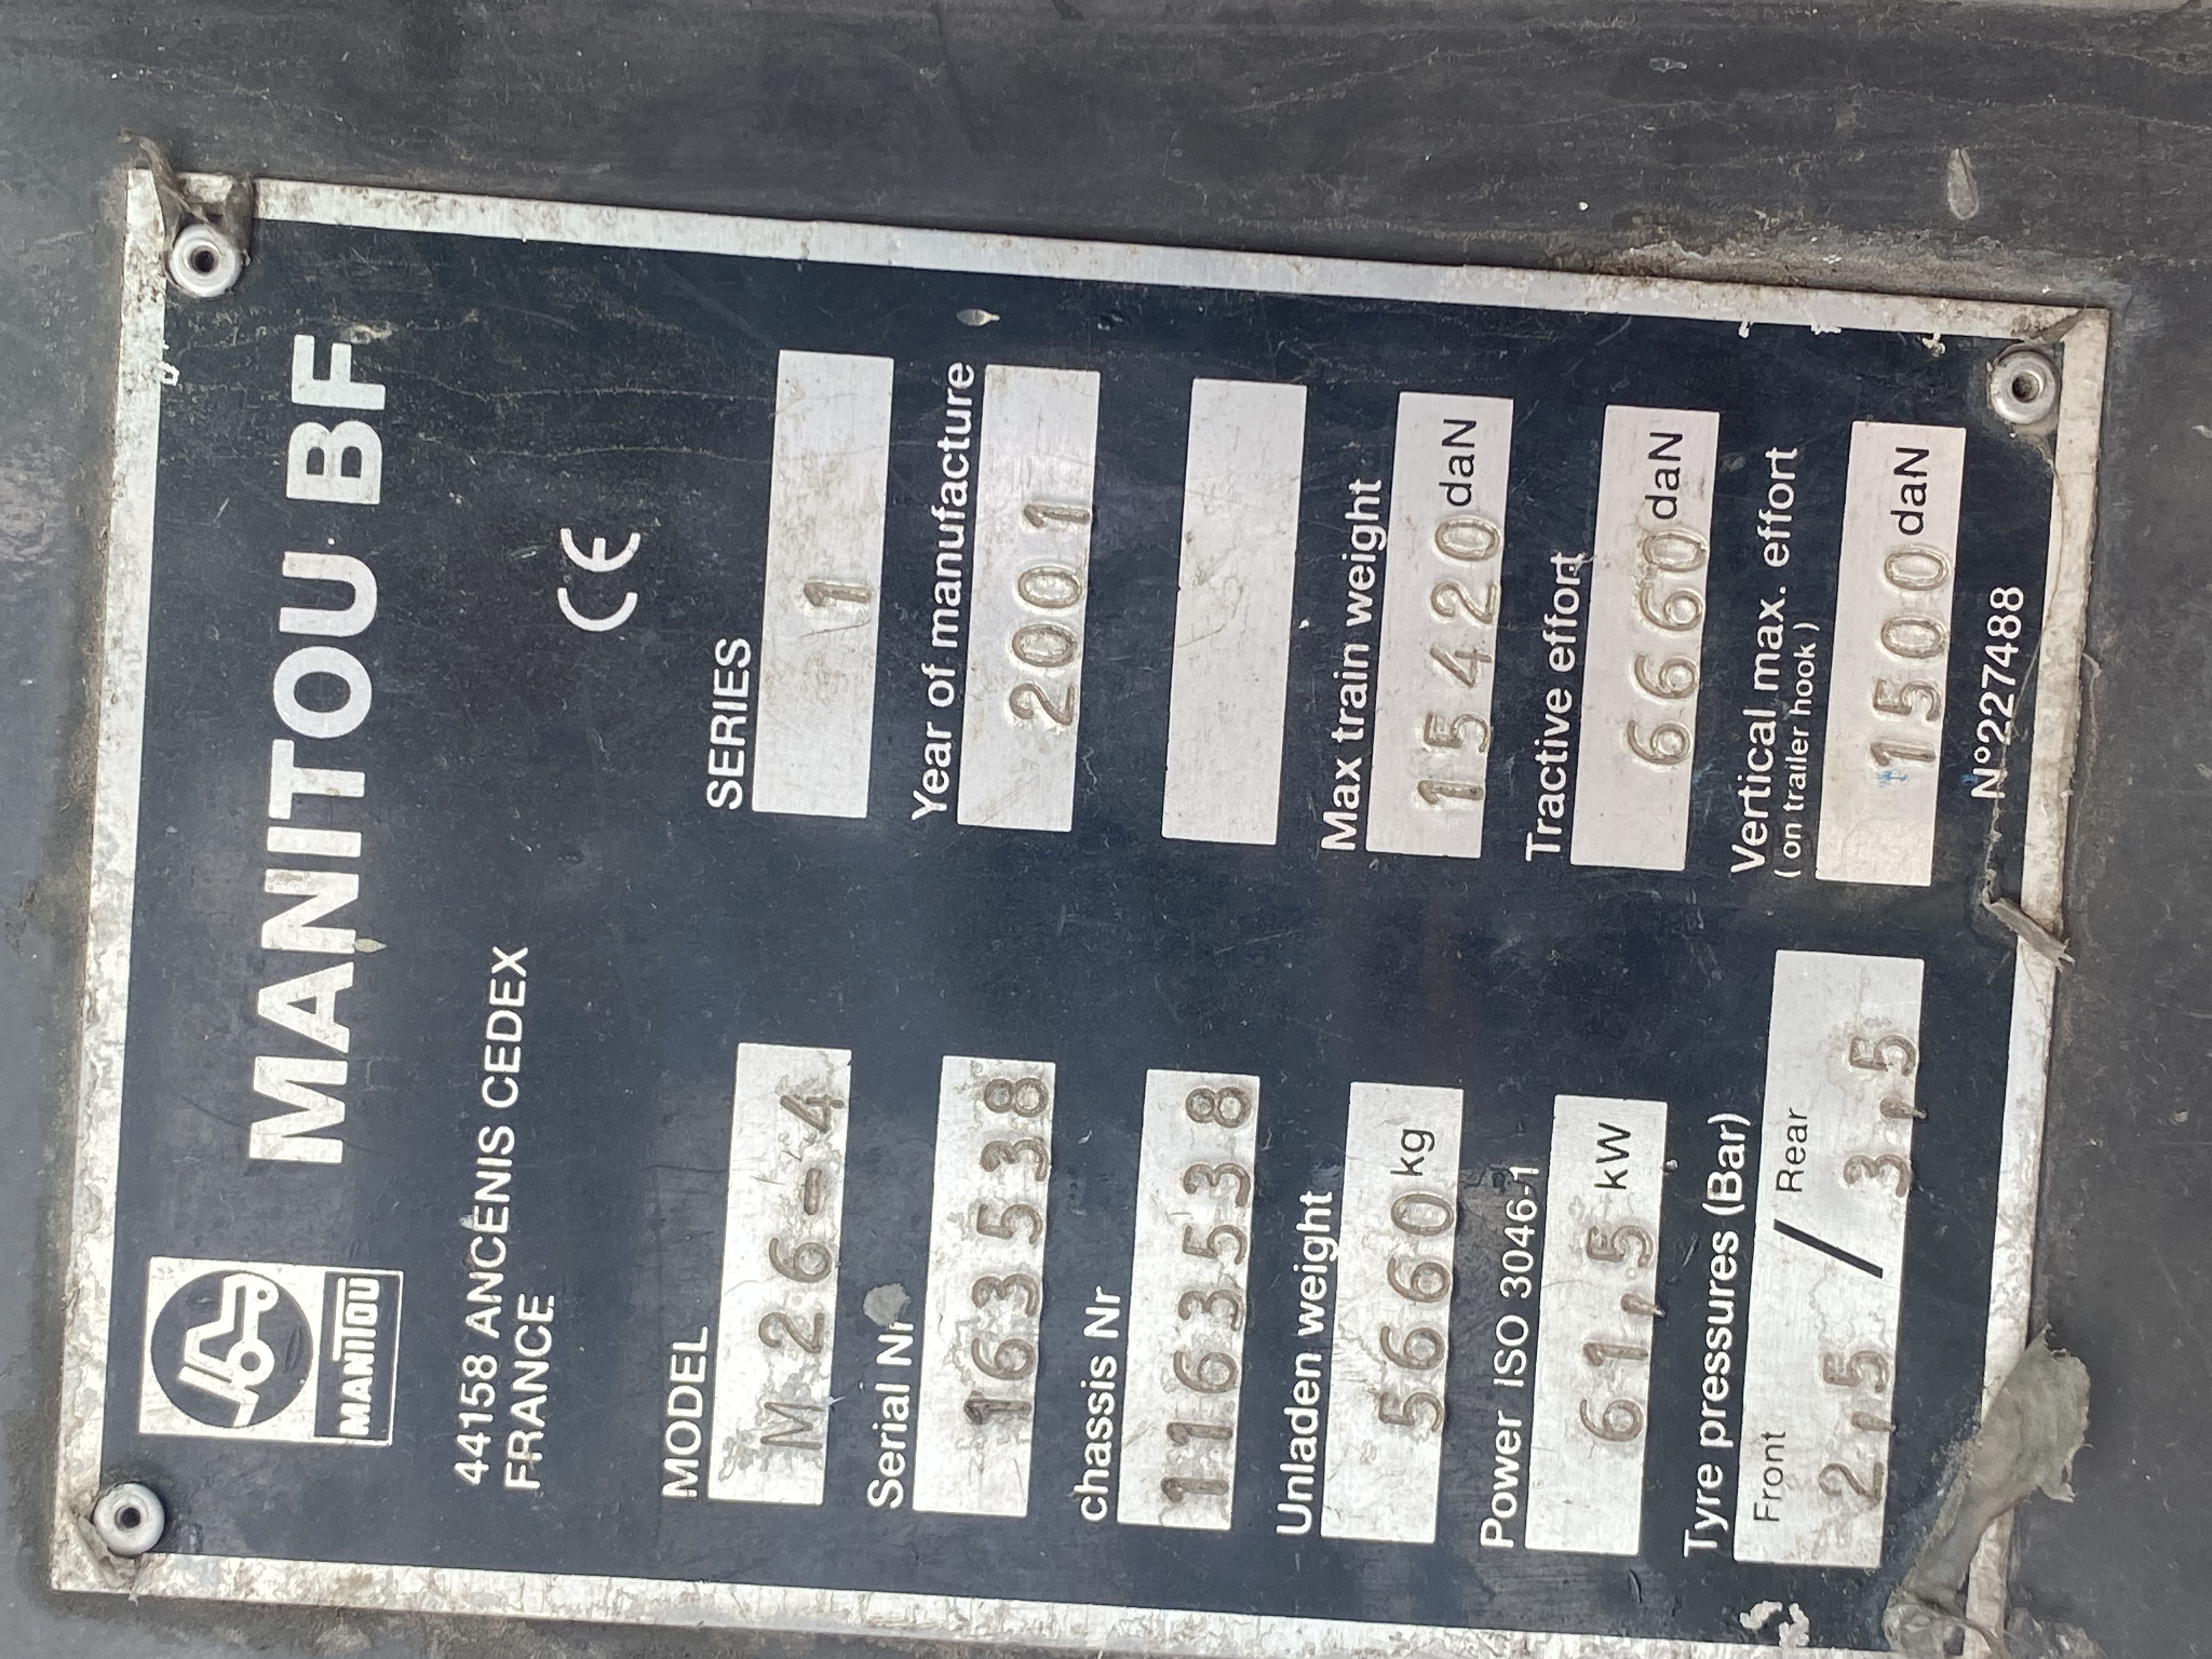 MANITOU
MANITOU BF
44158 ANCENIS CEDEX
FRANCE
CE
MODEL
M 26-4
SERIES
1
Serial Nr
163538
Year of manufacture
2001
chassis Nr
1163538
Unladen weight
5660 kg
Max train weight
15420 daN
Power ISO 3046-1
61,5 kW
Tractive effort
6660 daN
Tyre pressures (Bar)
Front / Rear
2,5 3,5
Vertical max. effort
( on trailer hook )
1500 daN
N°227488